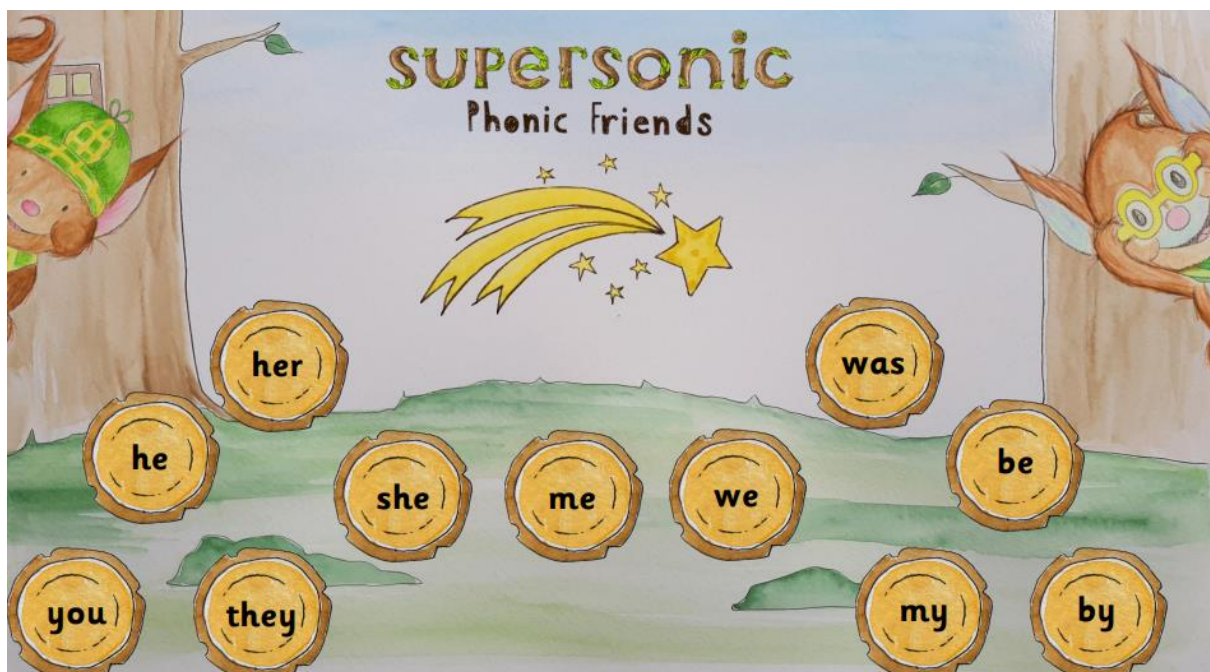 supersonic
Phonic Friends
her
was
he
be
she
me
we
you
they
my
by